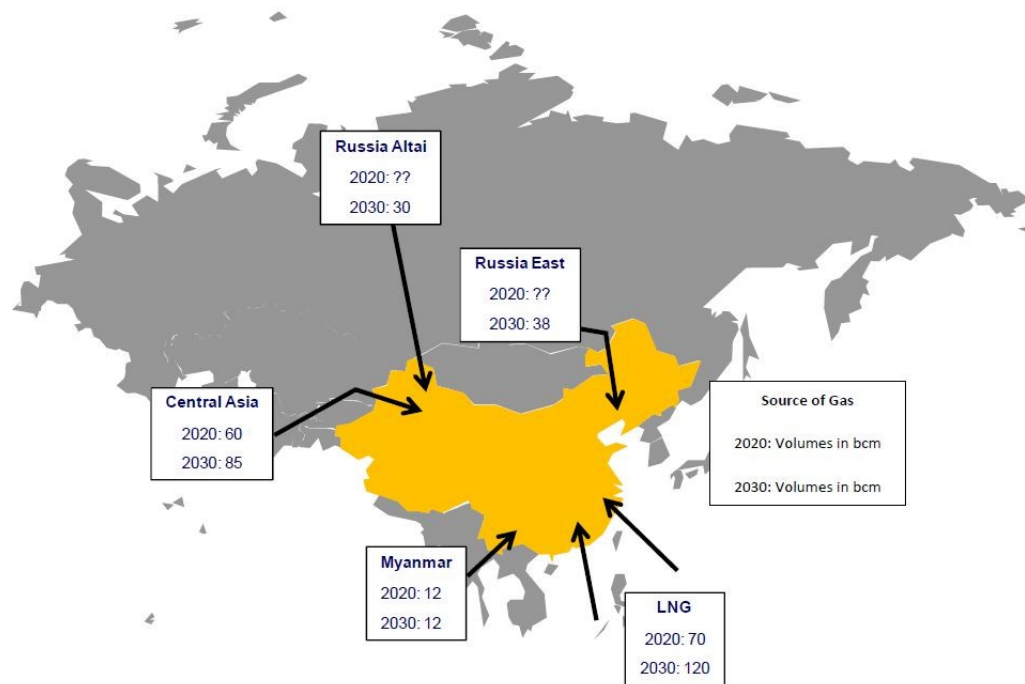 Russia Altai
2020: ??
2030: 30
Russia East
2020: ??
2030: 38
Central Asia
2020: 60
2030: 85
Source of Gas
2020: Volumes in bcm
2030: Volumes in bcm
Myanmar
2020: 12
2030: 12
LNG
2020: 70
2030: 120